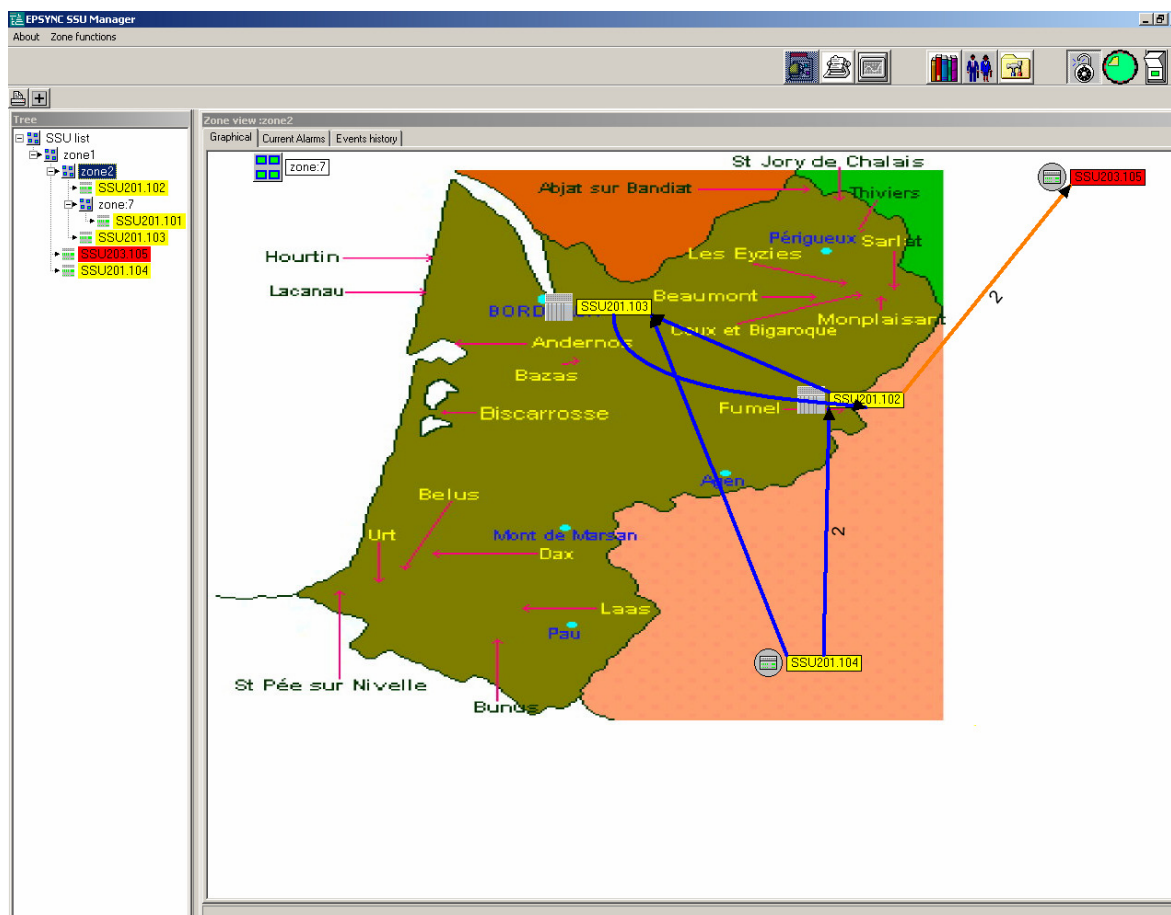 EPSYNC SSU Manager
About Zone functions
Tree
SSU list
zone1
zone2
SSU201.102
zone:7
SSU201.101
SSU201.103
SSU203.105
SSU201.104
Zone view :zone2
Graphical Current Alarms Events history
zone:7
St Jory de Chalais
SSU203.105
Abjat sur Bandiat
Thiviers
Périgueux
Sarlat
Hourtin
Les Eyzies
Lacanau
Beaumont
2
SSU201.103
Monplaisant
Coux et Bigaroque
Andernos
Bazas
SSU201.102
Fumel
Biscarrosse
Agen
Belus
Urt
Mont de Marsan
2
Dax
Laas
Pau
SSU201.104
St Pée sur Nivelle
Bunus